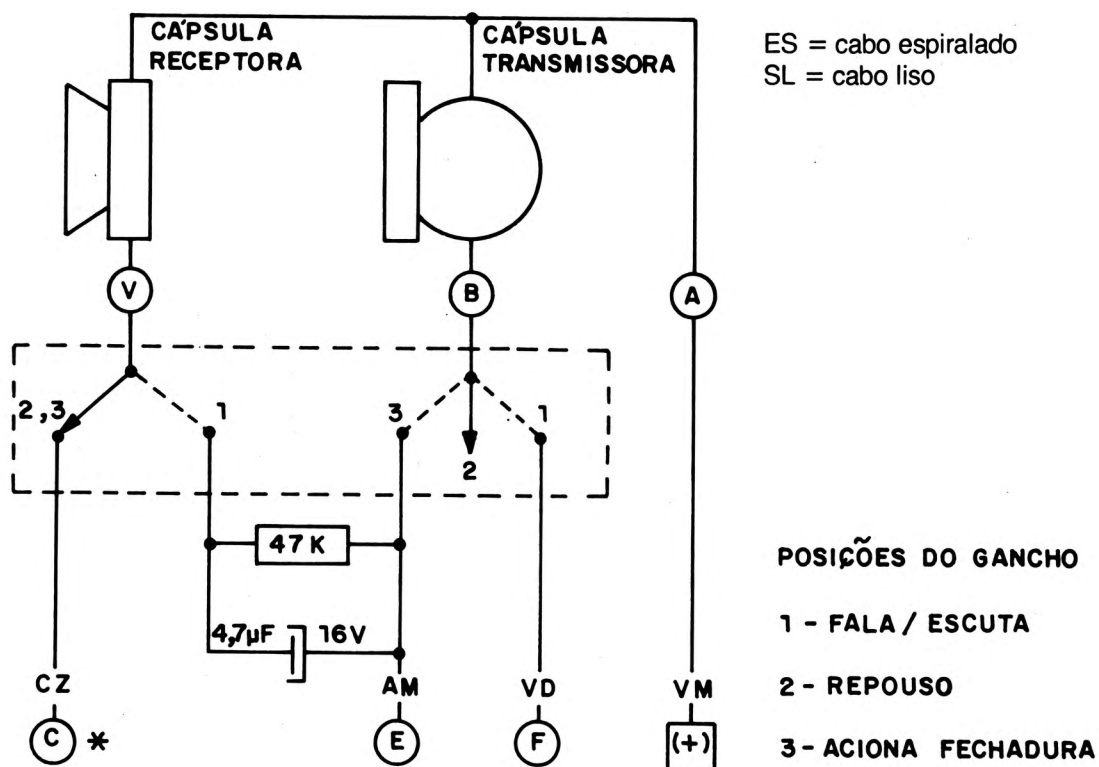 CÁPSULA
RECEPTORA
CÁPSULA
TRANSMISSORA
ES = cabo espiralado
SL = cabo liso
V
B
A
2,3
1
3
2
1
47K
4,7µF
16V
CZ
AM
VD
VM
C *
E
F
(+)
POSIÇÕES DO GANCHO
1 - FALA / ESCUTA
2 - REPOUSO
3 - ACIONA FECHADURA